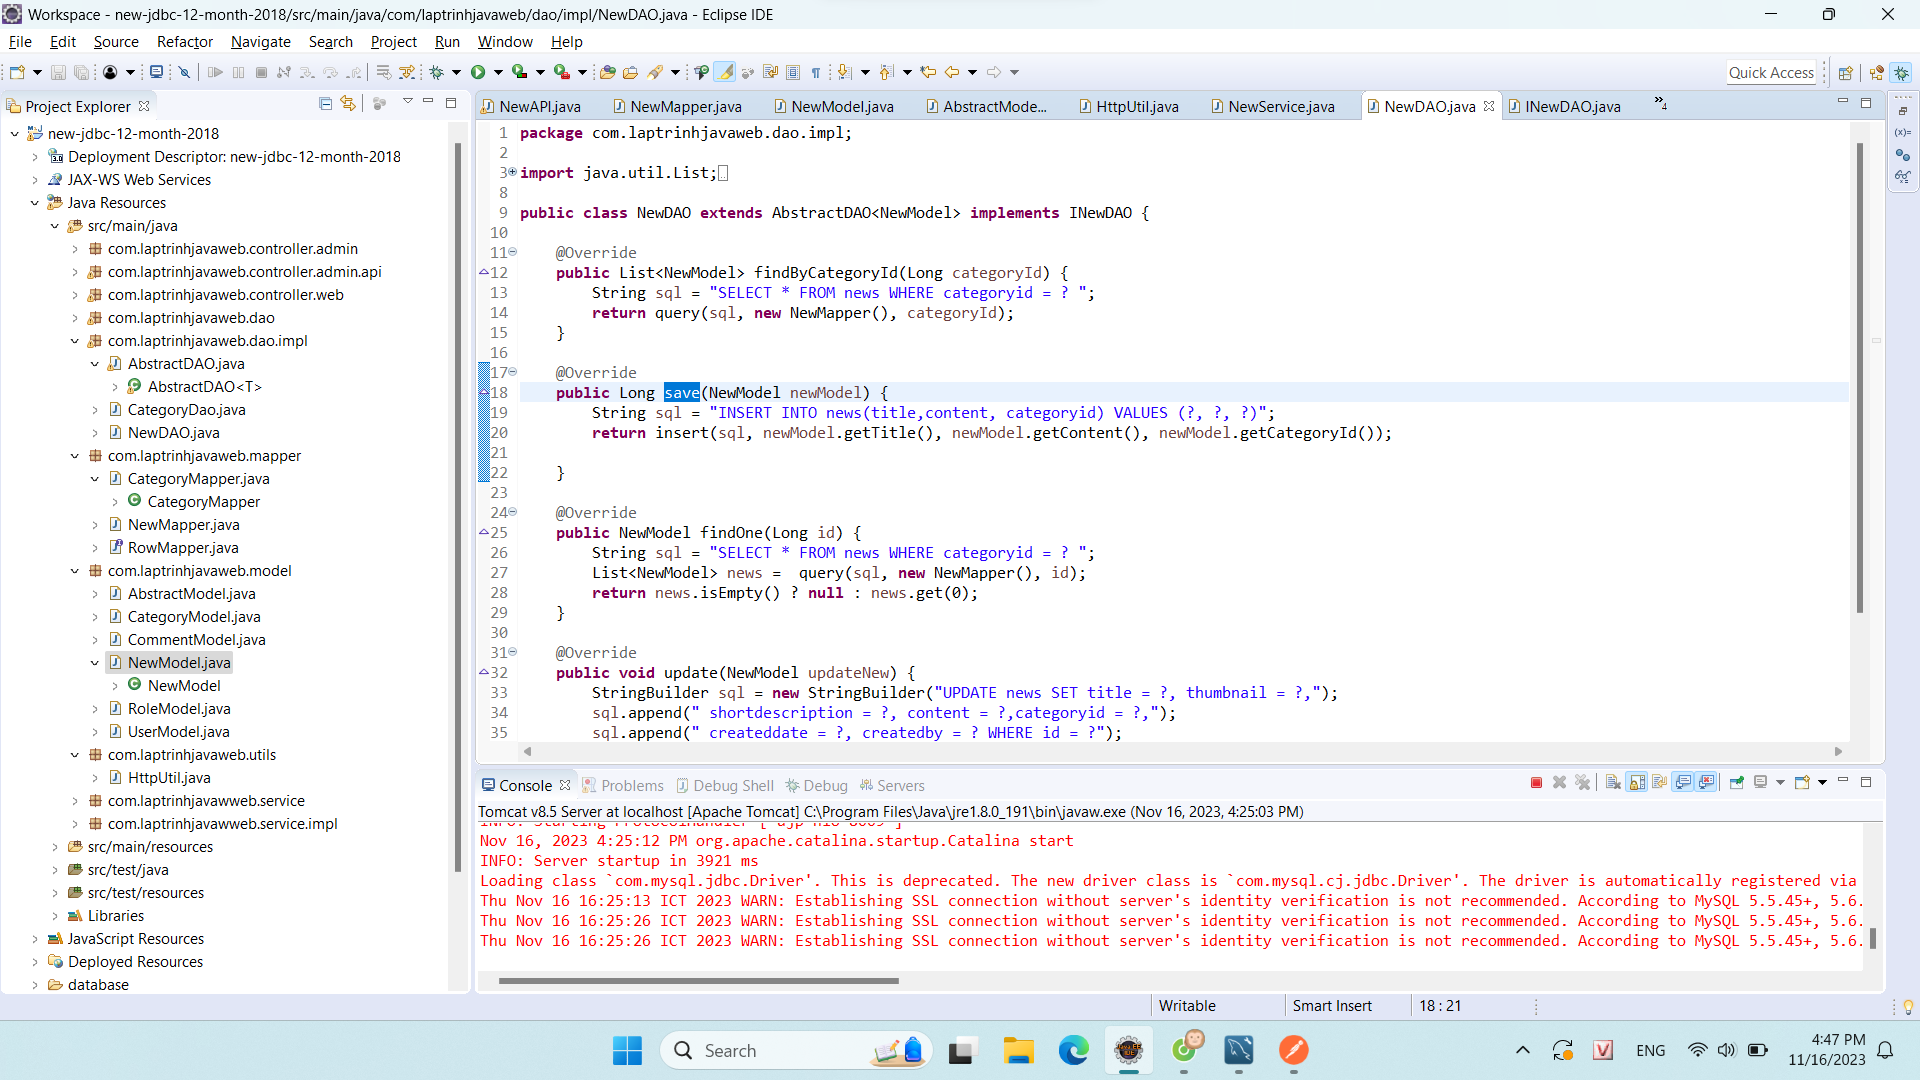 Workspace - new-jdbc-12-month-2018/src/main/java/com/laptrinhjavaweb/dao/impl/NewDAO.java - Eclipse IDE
File Edit Source Refactor Navigate Search Project Run Window Help
Quick Access
Project Explorer
new-jdbc-12-month-2018
Deployment Descriptor: new-jdbc-12-month-2018
JAX-WS Web Services
Java Resources
src/main/java
com.laptrinhjavaweb.controller.admin
com.laptrinhjavaweb.controller.admin.api
com.laptrinhjavaweb.controller.web
com.laptrinhjavaweb.dao
com.laptrinhjavaweb.dao.impl
AbstractDAO.java
AbstractDAO<T>
CategoryDao.java
NewDAO.java
com.laptrinhjavaweb.mapper
CategoryMapper.java
CategoryMapper
NewMapper.java
RowMapper.java
com.laptrinhjavaweb.model
AbstractModel.java
CategoryModel.java
CommentModel.java
NewModel.java
NewModel
RoleModel.java
UserModel.java
com.laptrinhjavaweb.utils
HttpUtil.java
com.laptrinhjavawweb.service
com.laptrinhjavawweb.service.impl
src/main/resources
src/test/java
src/test/resources
Libraries
JavaScript Resources
Deployed Resources
database
NewAPI.java NewMapper.java NewModel.java AbstractMode... HttpUtil.java NewService.java NewDAO.java INewDAO.java »4
1 package com.laptrinhjavaweb.dao.impl;
2
3 import java.util.List;
8
9 public class NewDAO extends AbstractDAO<NewModel> implements INewDAO {
10
11 @Override
12 public List<NewModel> findByCategoryId(Long categoryId) {
13 String sql = "SELECT * FROM news WHERE categoryid = ? ";
14 return query(sql, new NewMapper(), categoryId);
15 }
16
17 @Override
18 public Long save(NewModel newModel) {
19 String sql = "INSERT INTO news(title,content, categoryid) VALUES (?, ?, ?)";
20 return insert(sql, newModel.getTitle(), newModel.getContent(), newModel.getCategoryId());
21
22 }
23
24 @Override
25 public NewModel findOne(Long id) {
26 String sql = "SELECT * FROM news WHERE categoryid = ? ";
27 List<NewModel> news =  query(sql, new NewMapper(), id);
28 return news.isEmpty() ? null : news.get(0);
29 }
30
31 @Override
32 public void update(NewModel updateNew) {
33 StringBuilder sql = new StringBuilder("UPDATE news SET title = ?, thumbnail = ?,");
34 sql.append(" shortdescription = ?, content = ?,categoryid = ?,");
35 sql.append(" createddate = ?, createdby = ? WHERE id = ?");
Console Problems Debug Shell Debug Servers
Tomcat v8.5 Server at localhost [Apache Tomcat] C:\Program Files\Java\jre1.8.0_191\bin\javaw.exe (Nov 16, 2023, 4:25:03 PM)
INFO: Starting ProtocolHandler ["ajp-nio-8009"]
Nov 16, 2023 4:25:12 PM org.apache.catalina.startup.Catalina start
INFO: Server startup in 3921 ms
Loading class `com.mysql.jdbc.Driver'. This is deprecated. The new driver class is `com.mysql.cj.jdbc.Driver'. The driver is automatically registered via
Thu Nov 16 16:25:13 ICT 2023 WARN: Establishing SSL connection without server's identity verification is not recommended. According to MySQL 5.5.45+, 5.6.
Thu Nov 16 16:25:26 ICT 2023 WARN: Establishing SSL connection without server's identity verification is not recommended. According to MySQL 5.5.45+, 5.6.
Thu Nov 16 16:25:26 ICT 2023 WARN: Establishing SSL connection without server's identity verification is not recommended. According to MySQL 5.5.45+, 5.6.
Writable Smart Insert 18 : 21
Search
ENG
4:47 PM
11/16/2023